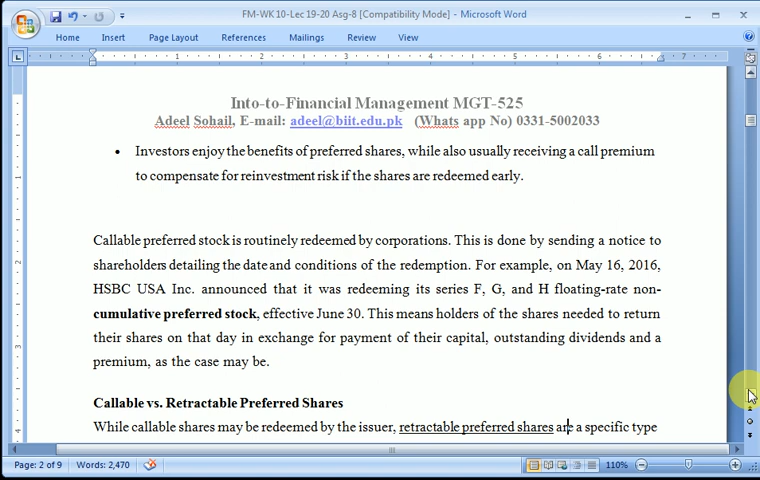 FM-WK 10-Lec 19-20 Asg-8 [Compatibility Mode] - Microsoft Word
Home Insert Page Layout References Mailings Review View
1 2 3 4 5 6 7
Into-to-Financial Management MGT-525
Adeel Sohail, E-mail: adeel@biit.edu.pk (Whats app No) 0331-5002033
• Investors enjoy the benefits of preferred shares, while also usually receiving a call premium
to compensate for reinvestment risk if the shares are redeemed early.
Callable preferred stock is routinely redeemed by corporations. This is done by sending a notice to
shareholders detailing the date and conditions of the redemption. For example, on May 16, 2016,
HSBC USA Inc. announced that it was redeeming its series F, G, and H floating-rate non-
cumulative preferred stock, effective June 30. This means holders of the shares needed to return
their shares on that day in exchange for payment of their capital, outstanding dividends and a
premium, as the case may be.
Callable vs. Retractable Preferred Shares
While callable shares may be redeemed by the issuer, retractable preferred shares are a specific type
Page: 2 of 9 Words: 2,470 110%